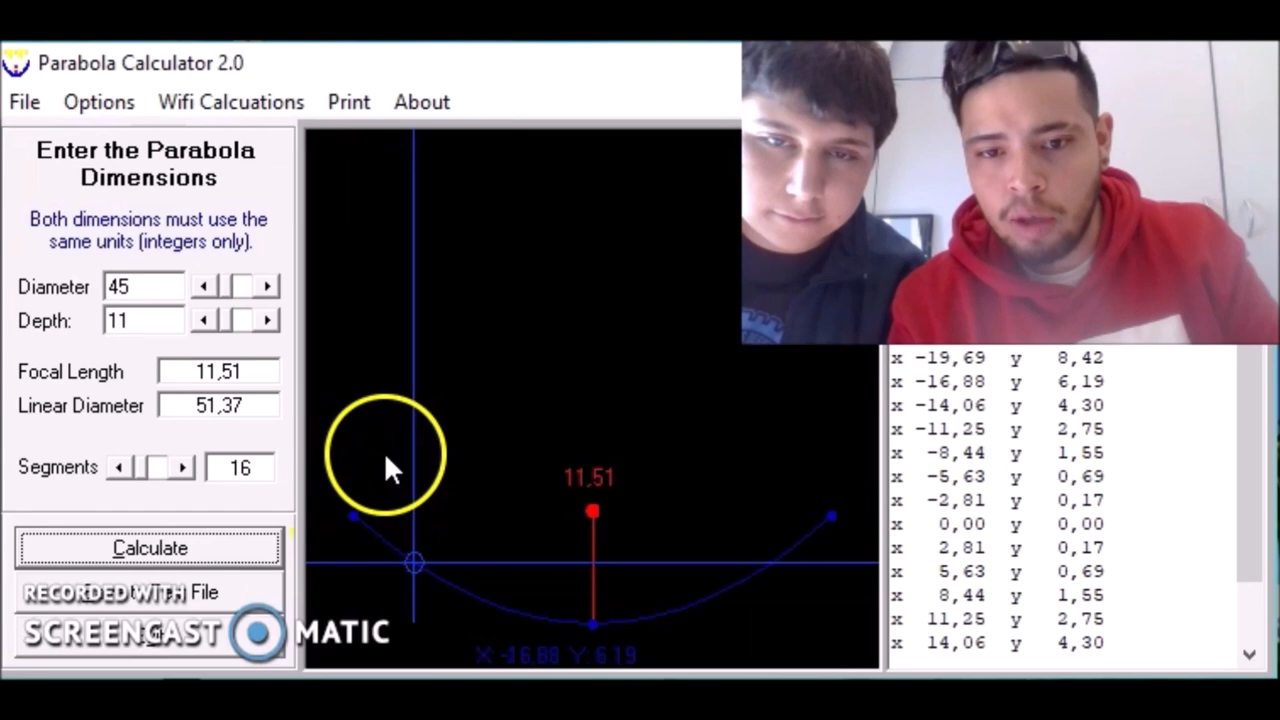 Parabola Calculator 2.0
File Options Wifi Calcuations Print About
Enter the Parabola
Dimensions
Both dimensions must use the
same units (integers only).
Diameter 45
Depth: 11
Focal Length 11,51
Linear Diameter 51,37
Segments 16
Calculate
File
RECORDED WITH
SCREENCAST MATIC
11,51
X: -16.88 Y: 6.19
x -19,69 y 8,42
x -16,88 y 6,19
x -14,06 y 4,30
x -11,25 y 2,75
x -8,44 y 1,55
x -5,63 y 0,69
x -2,81 y 0,17
x 0,00 y 0,00
x 2,81 y 0,17
x 5,63 y 0,69
x 8,44 y 1,55
x 11,25 y 2,75
x 14,06 y 4,30